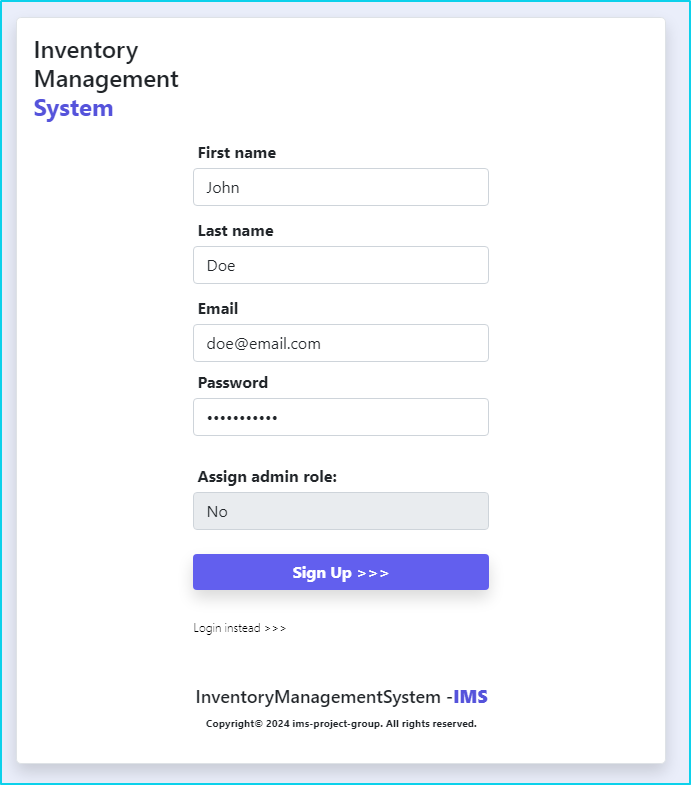 Inventory
Management
System
First name
John
Last name
Doe
Email
doe@email.com
Password
•••••••••••
Assign admin role:
No
Sign Up >>>
Login instead >>>
InventoryManagementSystem -IMS
Copyright© 2024 ims-project-group. All rights reserved.